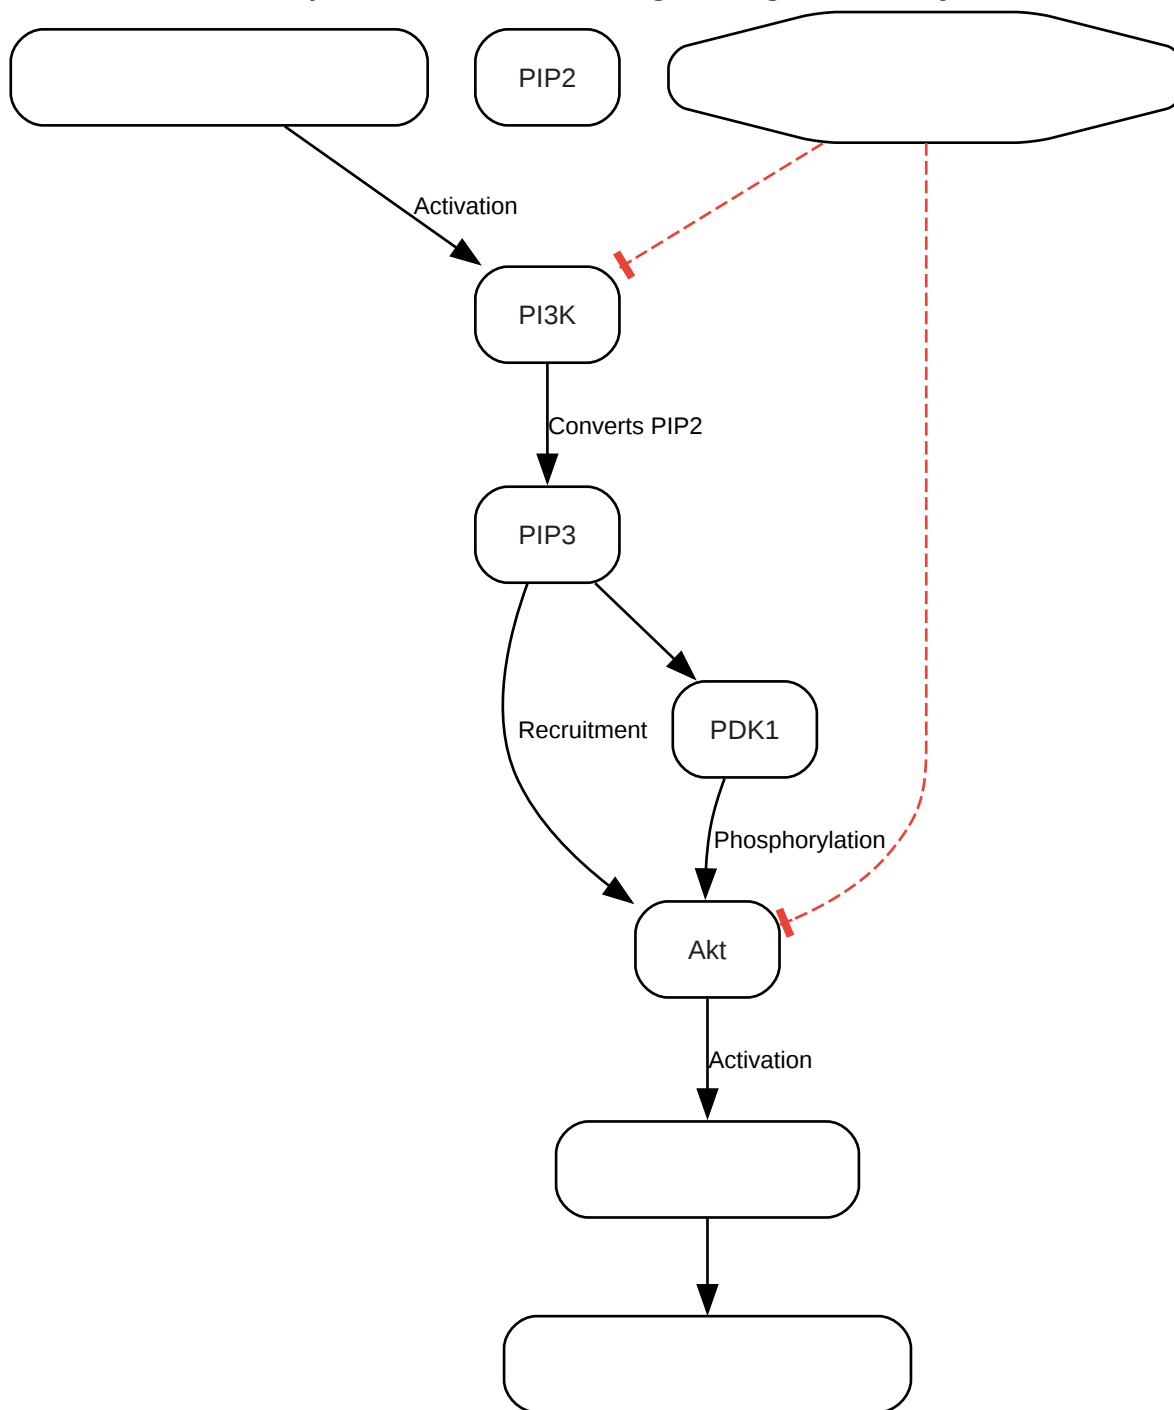 PIP2
Activation
PI3K
Converts PIP2
PIP3
Recruitment
PDK1
Phosphorylation
Akt
Activation